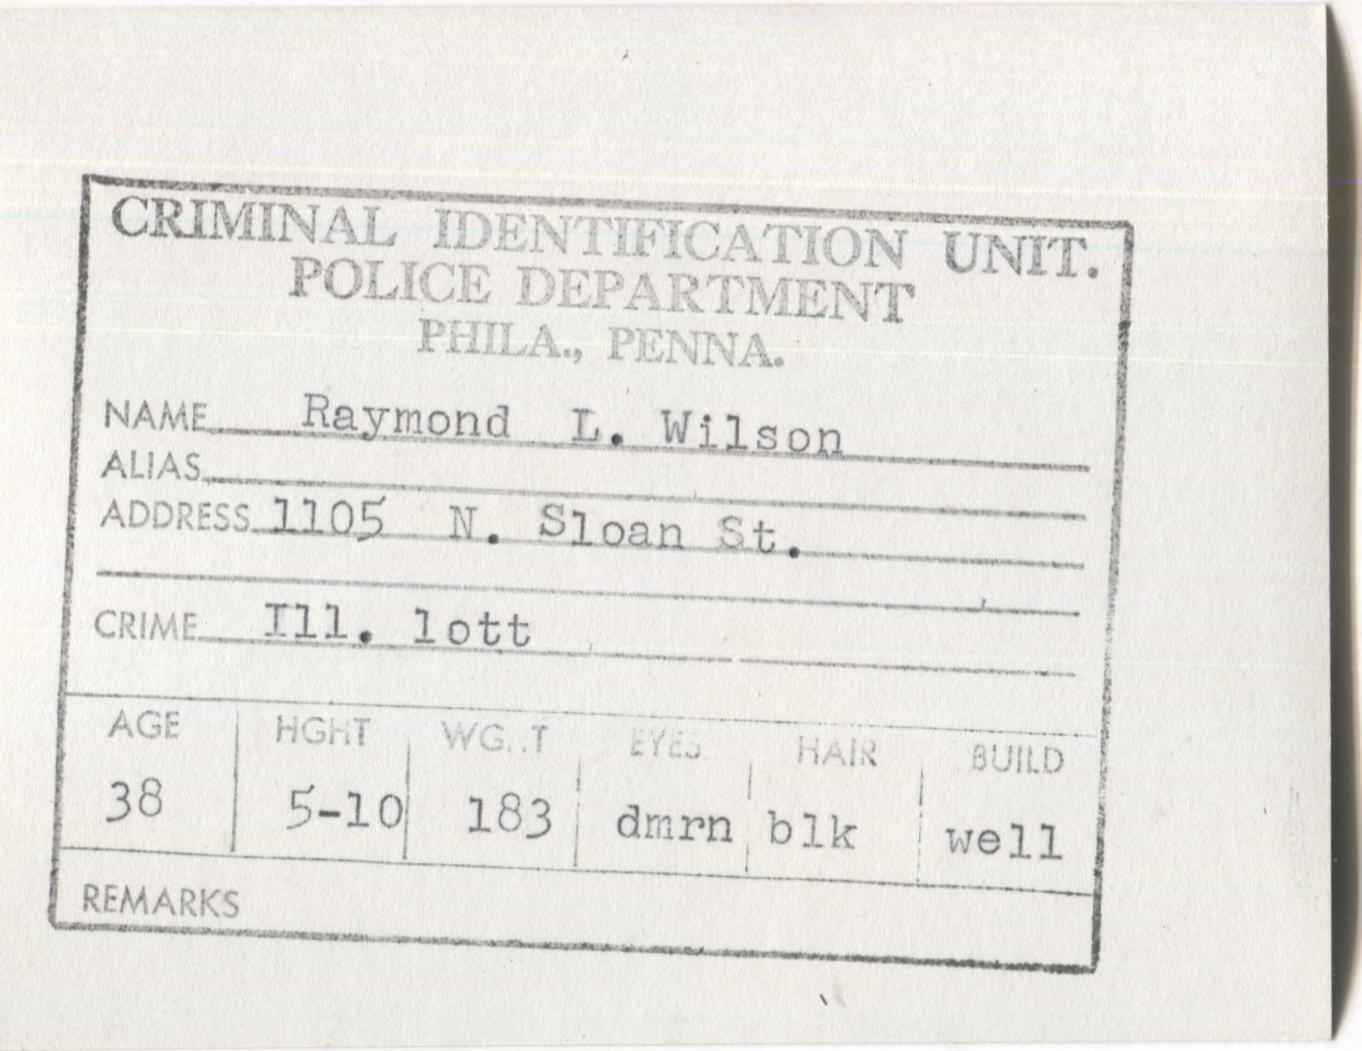 CRIMINAL IDENTIFICATION UNIT.
POLICE DEPARTMENT
PHILA., PENNA.
NAME Raymond L. Wilson
ALIAS
ADDRESS 1105 N. Sloan St.
CRIME Ill. lott
AGE HGHT WG..T EYES HAIR BUILD
38 5-10 183 dmrn blk well
REMARKS